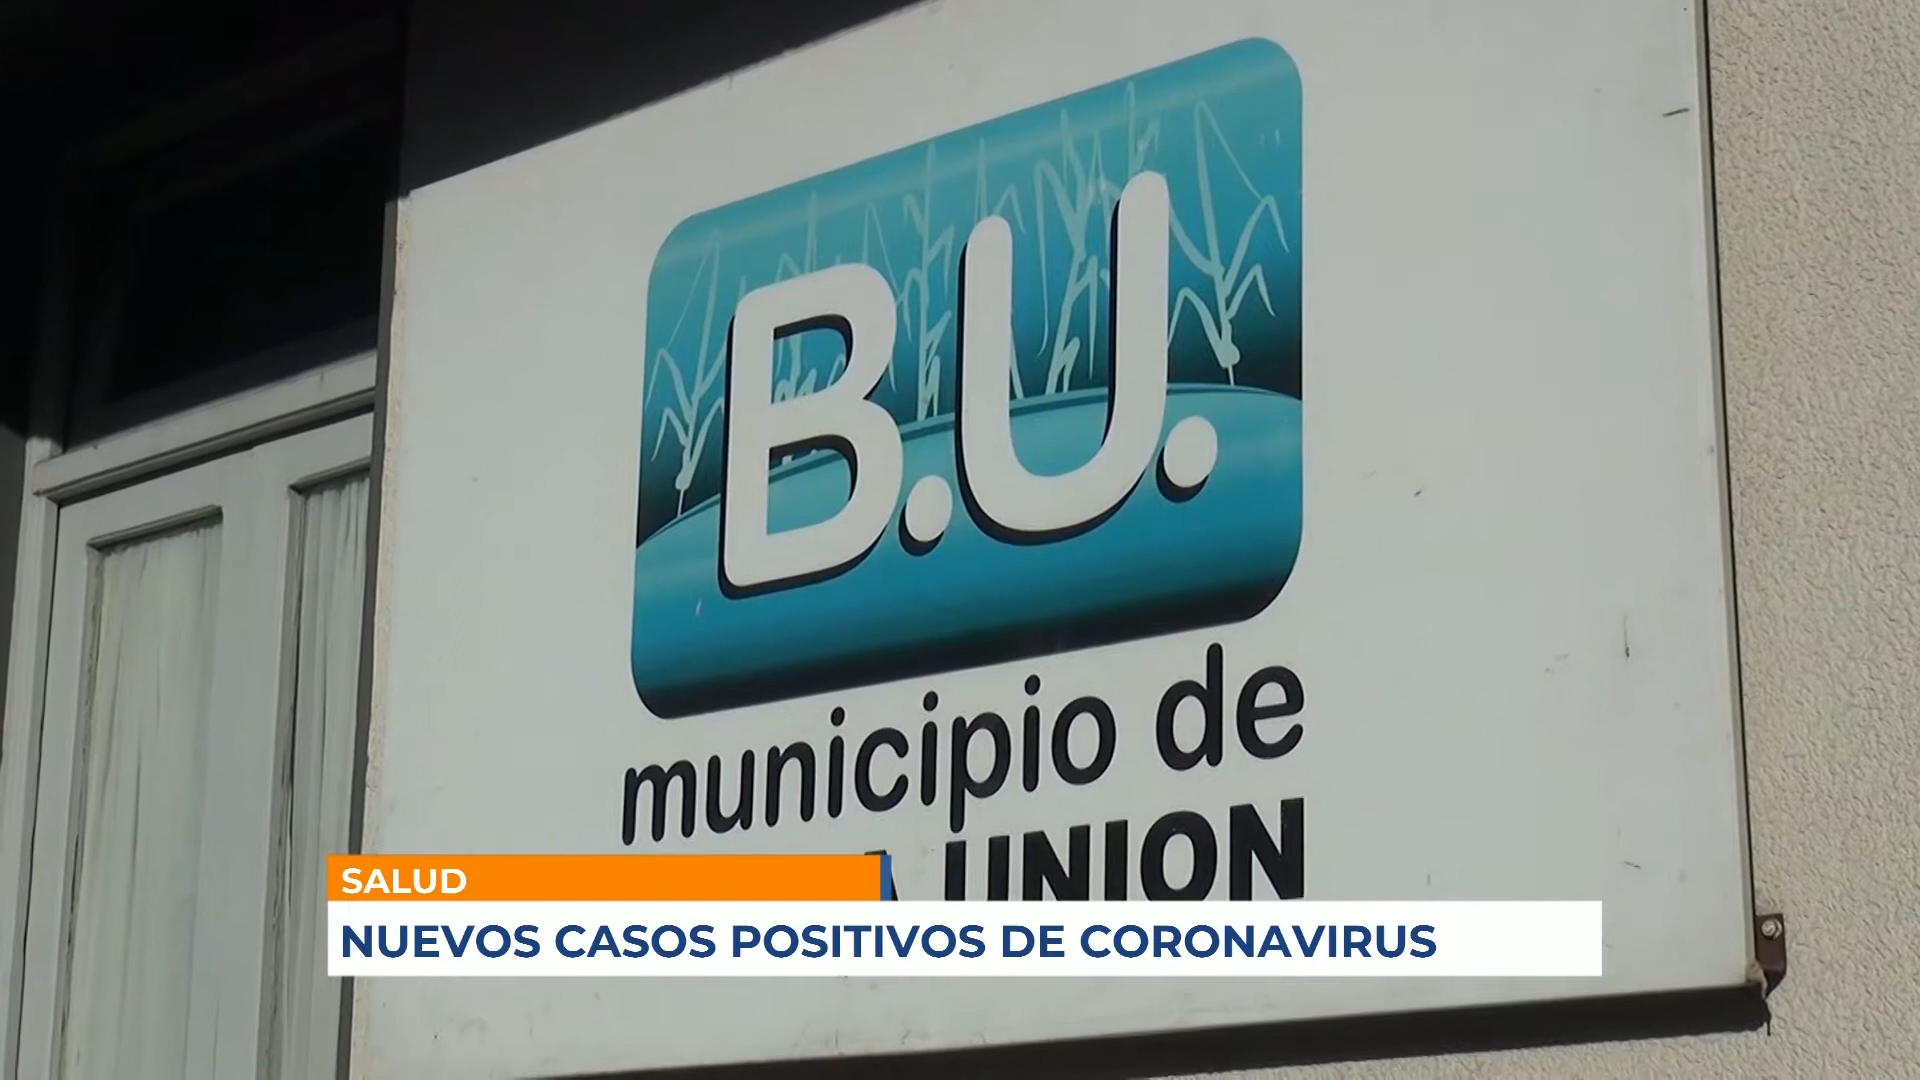 B.U.
municipio de
UNION
SALUD
NUEVOS CASOS POSITIVOS DE CORONAVIRUS